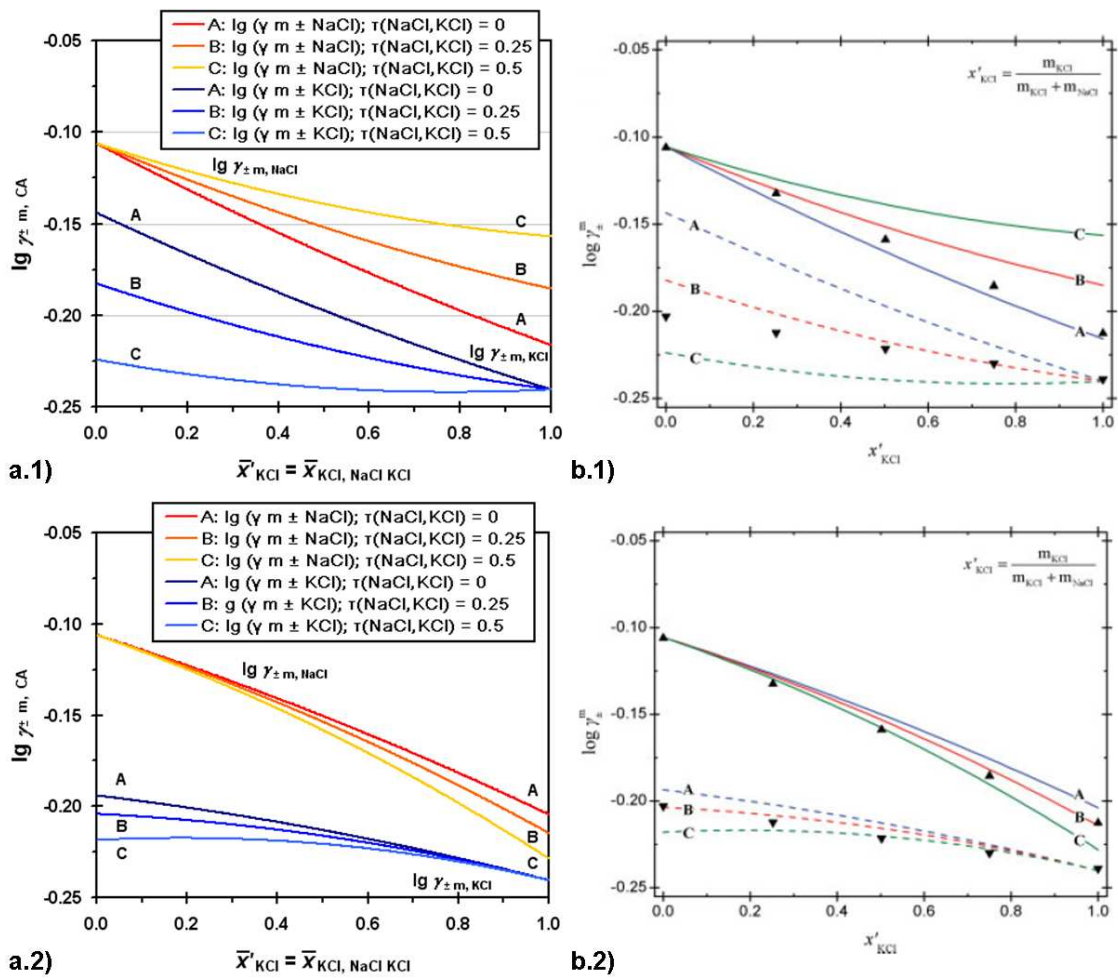 A: lg (γ m ± NaCl); τ(NaCl,KCl) = 0
B: lg (γ m ± NaCl); τ(NaCl,KCl) = 0.25
C: lg (γ m ± NaCl); τ(NaCl,KCl) = 0.5
A: lg (γ m ± KCl); τ(NaCl,KCl) = 0
B: lg (γ m ± KCl); τ(NaCl,KCl) = 0.25
C: lg (γ m ± KCl); τ(NaCl,KCl) = 0.5
-0.05
-0.10
-0.15
-0.20
-0.25
lg γ± m, CA
lg γ± m, NaCl
A
B
C
C
B
A
lg γ± m, KCl
0.0 0.2 0.4 0.6 0.8 1.0
a.1)
x̄'KCl = x̄KCl, NaCl KCl
-0.05
-0.10
-0.15
-0.20
-0.25
log γ±^m
x'KCl = mKCl / (mKCl + mNaCl)
A
B
C
C
B
A
0.0 0.2 0.4 0.6 0.8 1.0
b.1)
x'KCl
A: lg (γ m ± NaCl); τ(NaCl,KCl) = 0
B: lg (γ m ± NaCl); τ(NaCl,KCl) = 0.25
C: lg (γ m ± NaCl); τ(NaCl,KCl) = 0.5
A: lg (γ m ± KCl); τ(NaCl,KCl) = 0
B: g (γ m ± KCl); τ(NaCl,KCl) = 0.25
C: lg (γ m ± KCl); τ(NaCl,KCl) = 0.5
-0.05
-0.10
-0.15
-0.20
-0.25
lg γ± m, CA
lg γ± m, NaCl
A
B
C
A
B
C
lg γ± m, KCl
0.0 0.2 0.4 0.6 0.8 1.0
a.2)
x̄'KCl = x̄KCl, NaCl KCl
-0.05
-0.10
-0.15
-0.20
-0.25
log γ±^m
x'KCl = mKCl / (mKCl + mNaCl)
A
B
C
A
B
C
0.0 0.2 0.4 0.6 0.8 1.0
b.2)
x'KCl